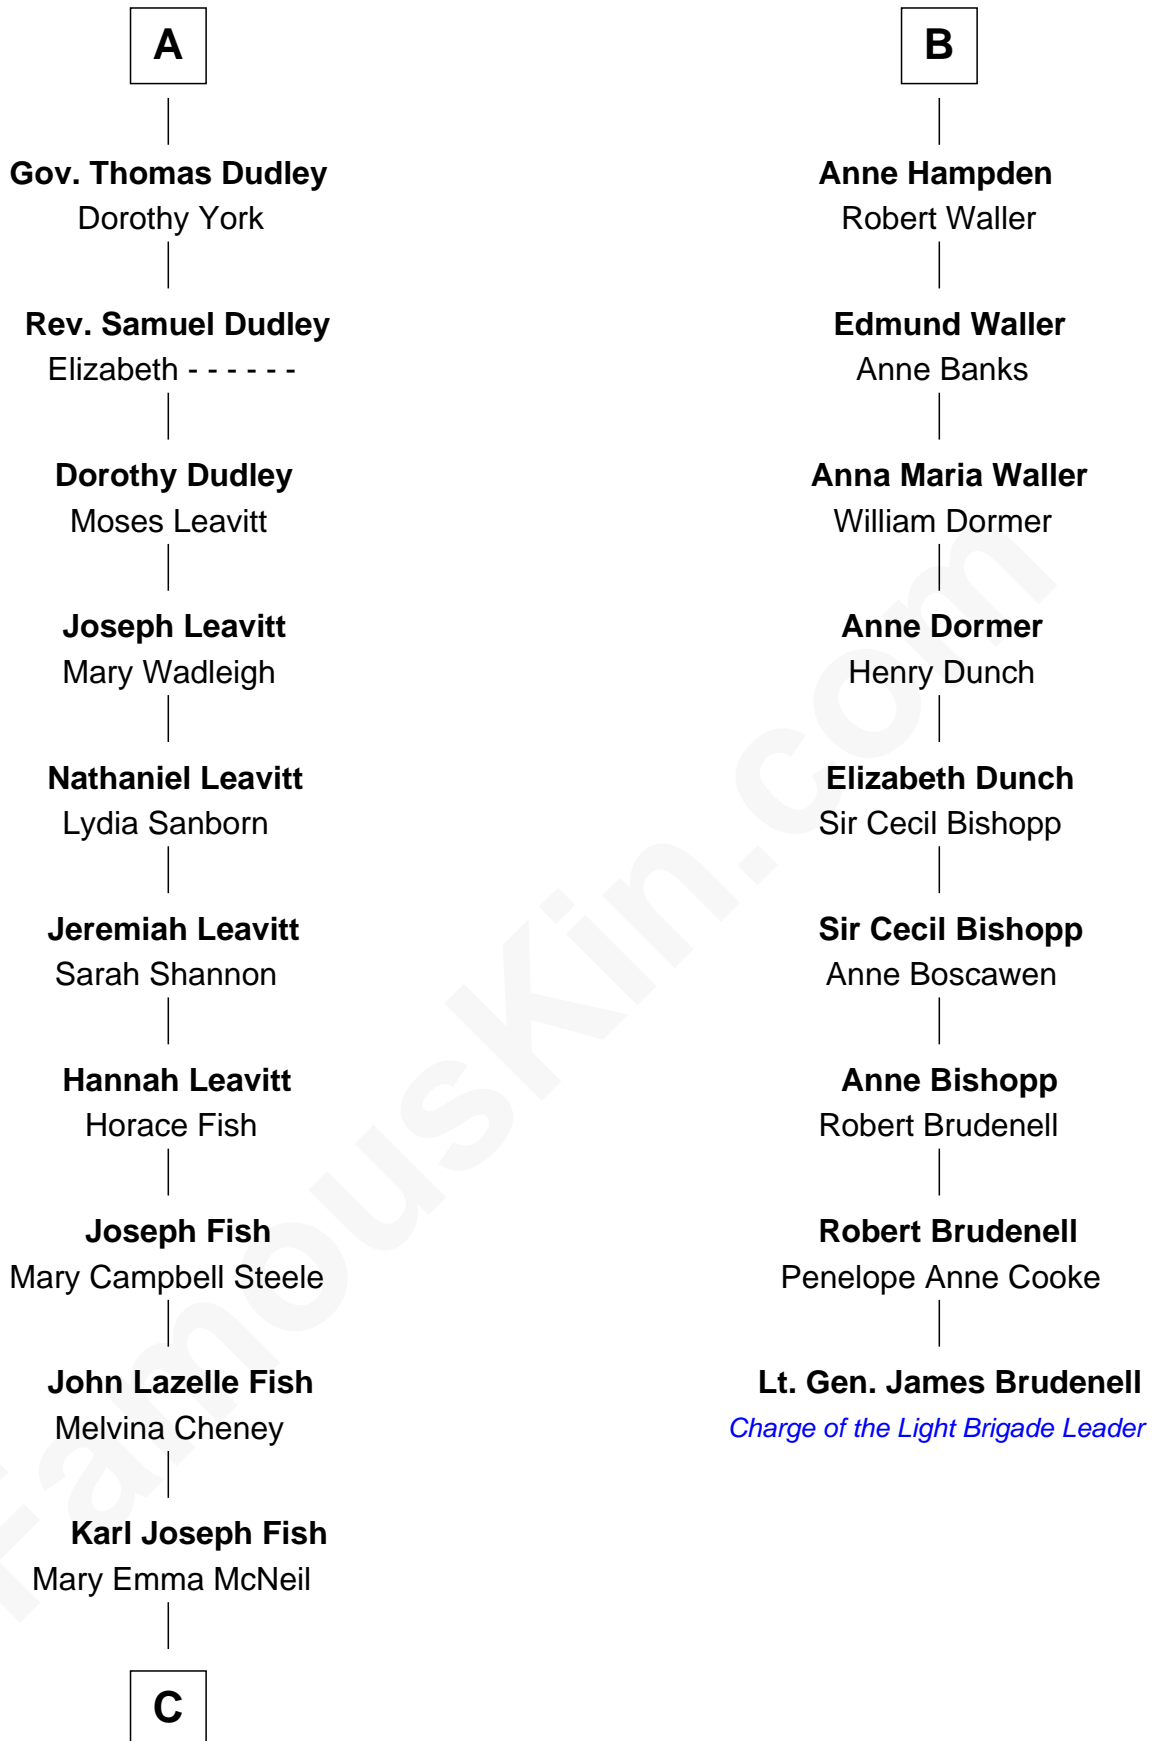 A
Gov. Thomas Dudley
Dorothy York
Rev. Samuel Dudley
Elizabeth - - - - - -
Dorothy Dudley
Moses Leavitt
Joseph Leavitt
Mary Wadleigh
Nathaniel Leavitt
Lydia Sanborn
Jeremiah Leavitt
Sarah Shannon
Hannah Leavitt
Horace Fish
Joseph Fish
Mary Campbell Steele
John Lazelle Fish
Melvina Cheney
Karl Joseph Fish
Mary Emma McNeil
C
B
Anne Hampden
Robert Waller
Edmund Waller
Anne Banks
Anna Maria Waller
William Dormer
Anne Dormer
Henry Dunch
Elizabeth Dunch
Sir Cecil Bishopp
Sir Cecil Bishopp
Anne Boscawen
Anne Bishopp
Robert Brudenell
Robert Brudenell
Penelope Anne Cooke
Lt. Gen. James Brudenell
Charge of the Light Brigade Leader
FamousKin.com